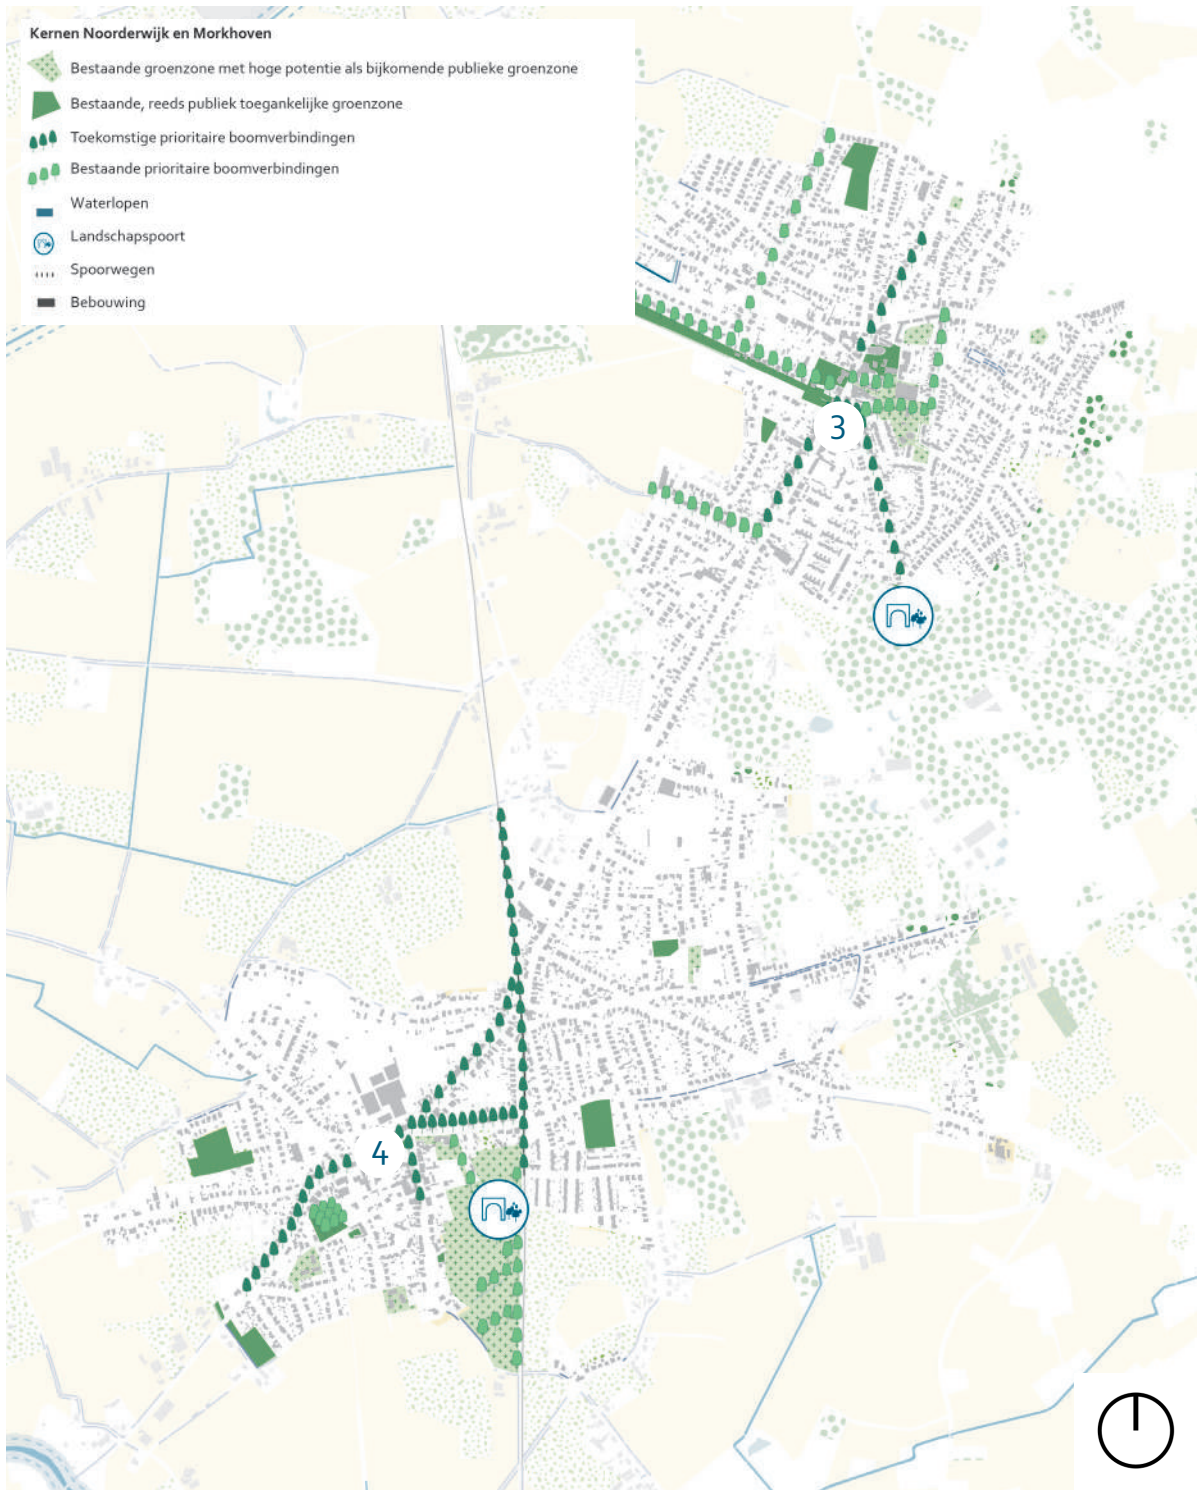 Kernen Noorderwijk en Morkhoven
Bestaande groenzone met hoge potentie als bijkomende publieke groenzone
Bestaande, reeds publiek toegankelijke groenzone
Toekomstige prioritaire boomverbindingen
Bestaande prioritaire boomverbindingen
Waterlopen
Landschapspoort
Spoorwegen
Bebouwing
3
4